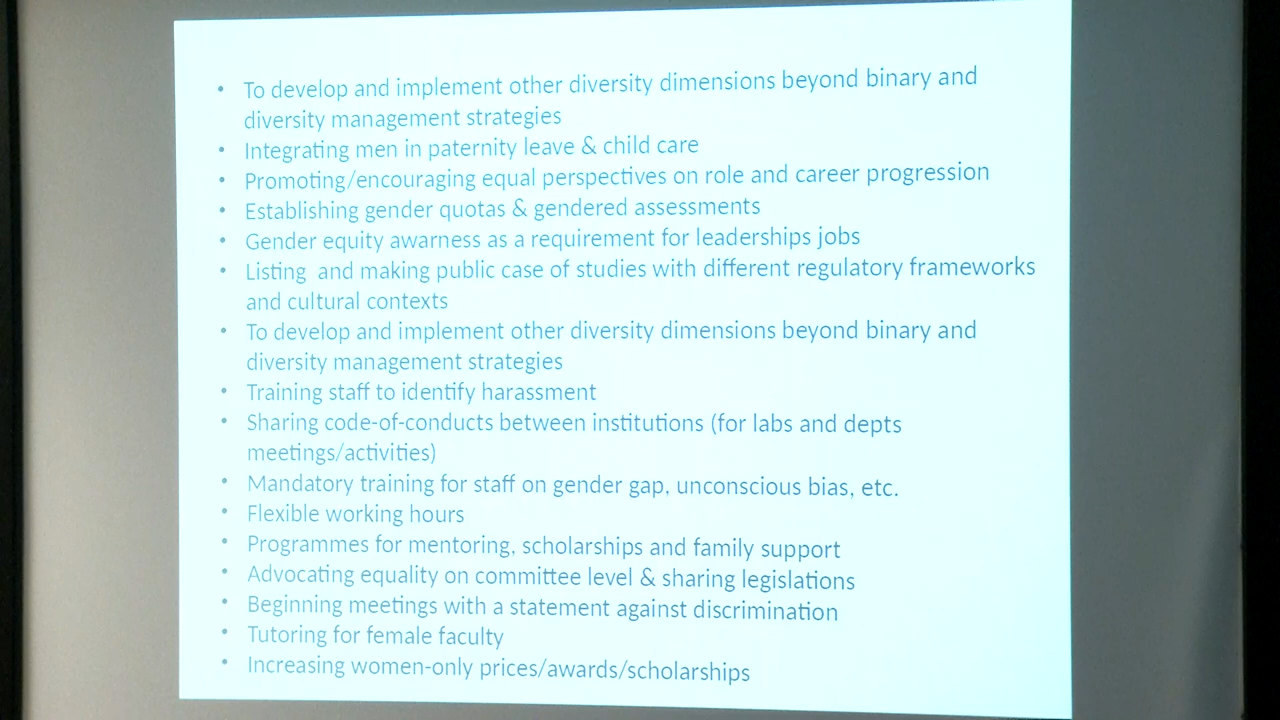 • To develop and implement other diversity dimensions beyond binary and
diversity management strategies
• Integrating men in paternity leave & child care
• Promoting/encouraging equal perspectives on role and career progression
• Establishing gender quotas & gendered assessments
• Gender equity awarness as a requirement for leaderships jobs
• Listing and making public case of studies with different regulatory frameworks
and cultural contexts
• To develop and implement other diversity dimensions beyond binary and
diversity management strategies
• Training staff to identify harassment
• Sharing code-of-conducts between institutions (for labs and depts
meetings/activities)
• Mandatory training for staff on gender gap, unconscious bias, etc.
• Flexible working hours
• Programmes for mentoring, scholarships and family support
• Advocating equality on committee level & sharing legislations
• Beginning meetings with a statement against discrimination
• Tutoring for female faculty
• Increasing women-only prices/awards/scholarships